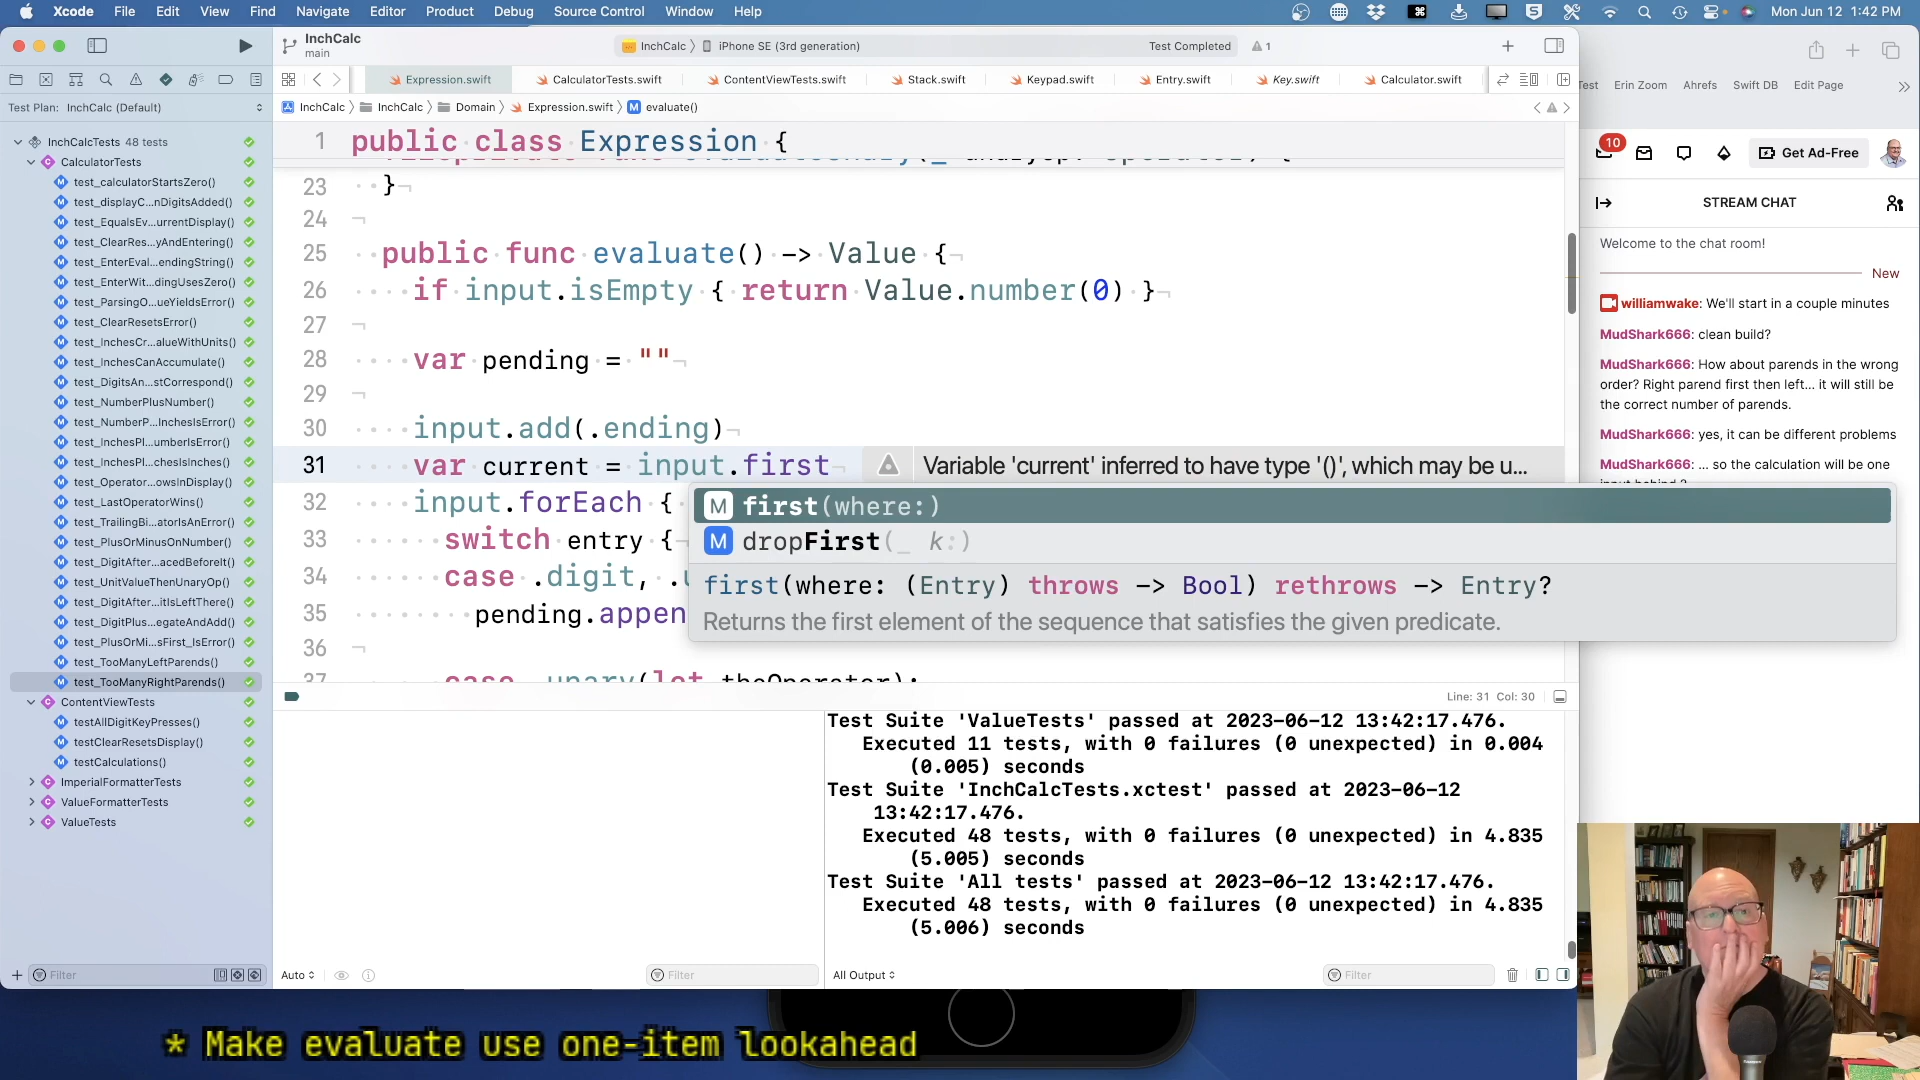 Xcode File Edit View Find Navigate Editor Product Debug Source Control Window Help
Mon Jun 12 1:42 PM
InchCalc
main
InchCalc 〉 iPhone SE (3rd generation)
Test Completed
1
Expression.swift CalculatorTests.swift ContentViewTests.swift Stack.swift Keypad.swift Entry.swift Key.swift Calculator.swift
InchCalc 〉 InchCalc 〉 Domain 〉 Expression.swift 〉 M evaluate()
Test Plan: InchCalc (Default)
InchCalcTests 48 tests
CalculatorTests
test_calculatorStartsZero()
test_displayC...nDigitsAdded()
test_EqualsEv...urrentDisplay()
test_ClearRes...yAndEntering()
test_EnterEval...endingString()
test_EnterWit...dingUsesZero()
test_ParsingO...ueYieldsError()
test_ClearResetsError()
test_InchesCr...alueWithUnits()
test_InchesCanAccumulate()
test_DigitsAn...stCorrespond()
test_NumberPlusNumber()
test_NumberP...InchesIsError()
test_InchesPl...umberIsError()
test_InchesPl...chesIsInches()
test_Operator...owsInDisplay()
test_LastOperatorWins()
test_TrailingBi...atorIsAnError()
test_PlusOrMinusOnNumber()
test_DigitAfter...acedBeforeIt()
test_UnitValueThenUnaryOp()
test_DigitAfter...itIsLeftThere()
test_DigitPlus...egateAndAdd()
test_PlusOrMi...sFirst_IsError()
test_TooManyLeftParends()
test_TooManyRightParends()
ContentViewTests
testAllDigitKeyPresses()
testClearResetsDisplay()
testCalculations()
ImperialFormatterTests
ValueFormatterTests
ValueTests
Filter
1 public class Expression {
23 }
24
25 public func evaluate() -> Value {
26 if input.isEmpty { return Value.number(0) }
27
28 var pending = ""
29
30 input.add(.ending)
31 var current = input.first
Variable 'current' inferred to have type '()', which may be u...
32 input.forEach {
33 switch entry {
34 case .digit,
35 pending.appen
36
37 case .unary(let theOperator):
M first(where:)
M dropFirst(_ k:)
first(where: (Entry) throws -> Bool) rethrows -> Entry?
Returns the first element of the sequence that satisfies the given predicate.
Line: 31 Col: 30
Test Suite 'ValueTests' passed at 2023-06-12 13:42:17.476.
Executed 11 tests, with 0 failures (0 unexpected) in 0.004
(0.005) seconds
Test Suite 'InchCalcTests.xctest' passed at 2023-06-12
13:42:17.476.
Executed 48 tests, with 0 failures (0 unexpected) in 4.835
(5.005) seconds
Test Suite 'All tests' passed at 2023-06-12 13:42:17.476.
Executed 48 tests, with 0 failures (0 unexpected) in 4.835
(5.006) seconds
Auto
Filter
All Output
Filter
Erin Zoom Ahrefs Swift DB Edit Page
10
Get Ad-Free
STREAM CHAT
Welcome to the chat room!
New
williamwake: We'll start in a couple minutes
MudShark666: clean build?
MudShark666: How about parends in the wrong
order? Right parend first then left... it will still be
the correct number of parends.
MudShark666: yes, it can be different problems
MudShark666: ... so the calculation will be one
* Make evaluate use one-item lookahead